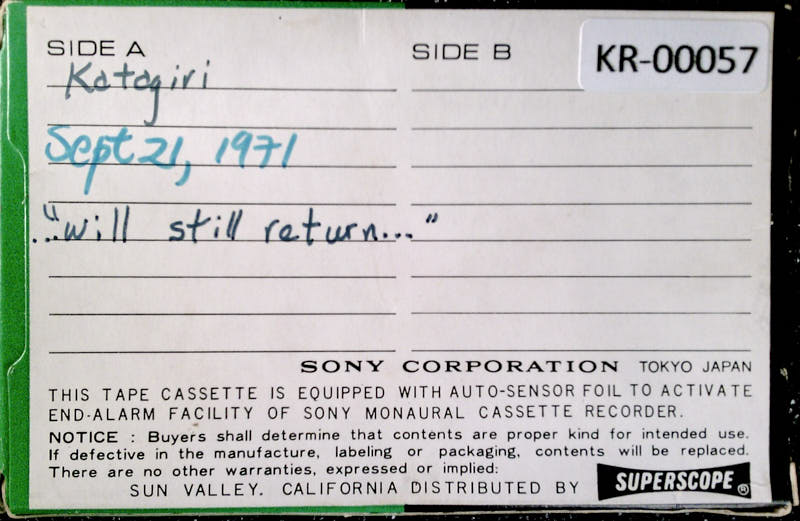 SIDE A
SIDE B
KR-00057
Katagiri
Sept 21, 1971
..."will still return..."
SONY CORPORATION TOKYO JAPAN
THIS TAPE CASSETTE IS EQUIPPED WITH AUTO-SENSOR FOIL TO ACTIVATE
END-ALARM FACILITY OF SONY MONAURAL CASSETTE RECORDER.
NOTICE : Buyers shall determine that contents are proper kind for intended use.
If defective in the manufacture, labeling or packaging, contents will be replaced.
There are no other warranties, expressed or implied:
SUN VALLEY. CALIFORNIA DISTRIBUTED BY SUPERSCOPE®